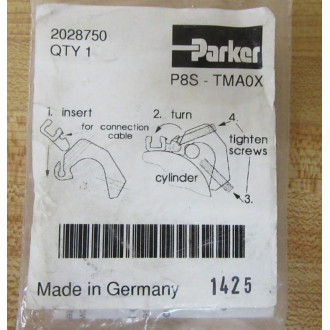 2028750
QTY 1
Parker
P8S - TMA0X
1. insert
for connection
cable
2. turn
4.
tighten
screws
cylinder
3.
Made in Germany
1425